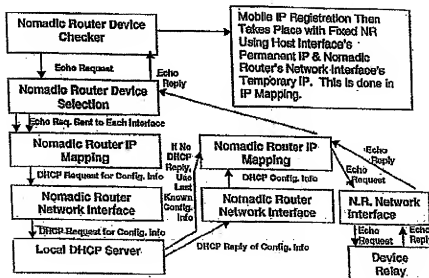 Nomadic Router Device
Checker
Mobile IP Registration Then
Takes Place with Fixed NR
Using Host Interface's
Permanent IP & Nomadic
Router's Network-Interface's
Temporary IP. This is done in
IP Mapping.
Echo Request
Echo
Reply
Nomadic Router Device
Selection
Echo Req. Sent to Each Interface
Nomadic Router IP
Mapping
If No
DHCP
Reply,
Use
Last
Known
Config.
Info
Nomadic Router IP
Mapping
Echo
Reply
Echo
Request
DHCP Request for Config. Info
DHCP Config. Info
Nomadic Router
Network Interface
Nomadic Router
Network Interface
N.R. Network
Interface
DHCP Request for Config. Info
DHCP Reply of Config. Info
Echo
Request
Echo
Reply
Local DHCP Server
Device
Relay